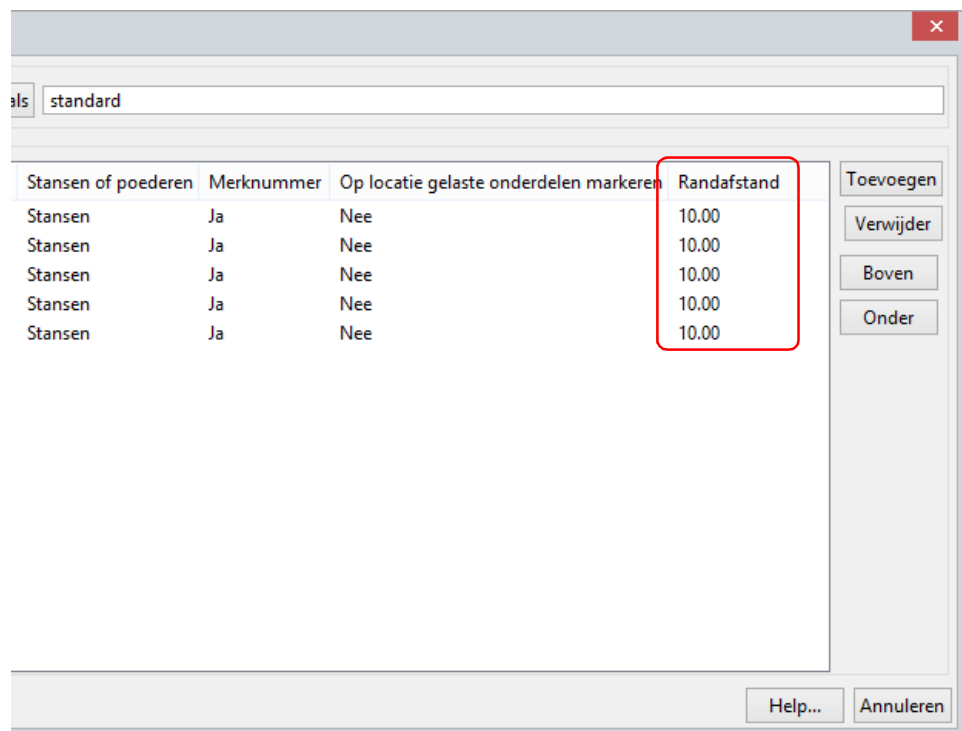 als standard
Stansen of poederen Merknummer Op locatie gelaste onderdelen markeren Randafstand
Stansen Ja Nee 10.00
Stansen Ja Nee 10.00
Stansen Ja Nee 10.00
Stansen Ja Nee 10.00
Stansen Ja Nee 10.00
Toevoegen
Verwijder
Boven
Onder
Help... Annuleren